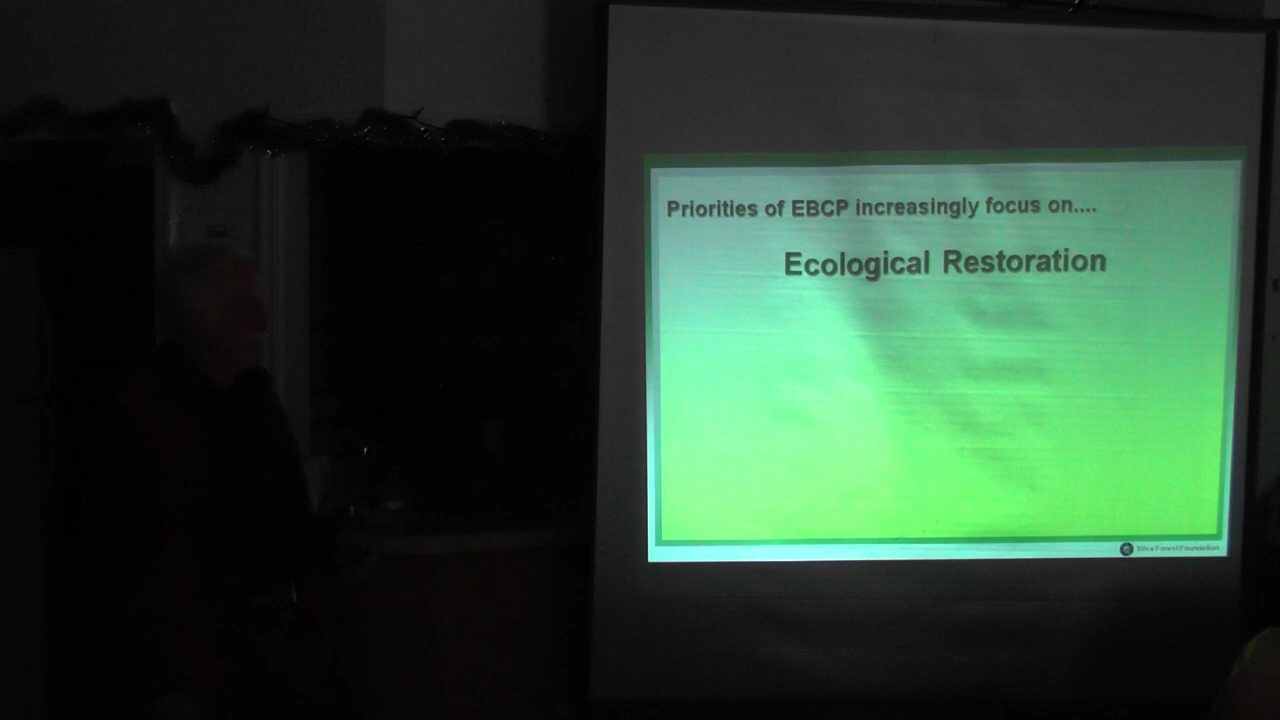 Priorities of EBCP increasingly focus on....
Ecological Restoration
Silva Forest Foundation